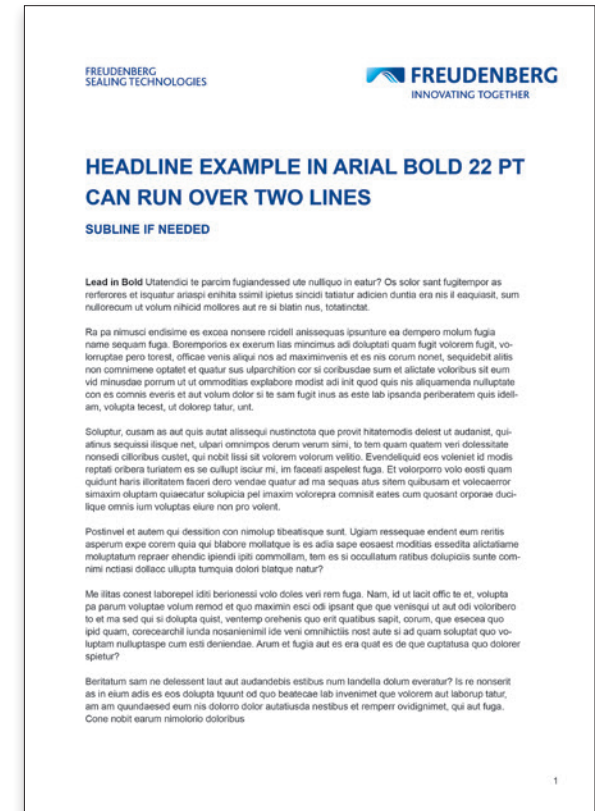 FREUDENBERG
SEALING TECHNOLOGIES
FREUDENBERG
INNOVATING TOGETHER
HEADLINE EXAMPLE IN ARIAL BOLD 22 PT
CAN RUN OVER TWO LINES
SUBLINE IF NEEDED
Lead in Bold Utatendici te parcim fugiandessed ute nulliquo in eatur? Os solor sant fugitempor as
rerferores et isquatur ariaspi enihita ssimil ipietus sincidi tatiatur adicien duntia era nis il eaquiasit, sum
nullorecum ut volum nihicid mollores aut re si blatin nus, totatinctat.
Ra pa nimusci endisime es excea nonsere rcidell anissequas ipsunture ea dempero molum fugia
name sequam fuga. Boremporios ex exerum lias mincimus adi doluptati quam fugit volorem fugit, vo-
lorruptae pero torest, officae venis aliqui nos ad maximinvenis et es nis corum nonet, sequidebit alitis
non comnimene optatet et quatur sus ulparchition cor si coribusdae sum et alictate voloribus sit eum
vid minusdae porrum ut ut ommoditias explabore modist adi init quod quis nis aliquamenda nulluptate
con es comnis everis et aut volum dolor si te sam fugit inus as este lab ipsanda periberatem quis idell-
am, volupta tecest, ut dolorep tatur, unt.
Soluptur, cusam as aut quis autat alissequi nustinctota que provit hitatemodis delest ut audanist, qui-
atinus sequissi ilisque net, ulpari omnimpos derum verum simi, to tem quam quatem veri dolessitate
nonsedi cilloribus custet, qui nobit lissi sit volorem volorum velitio. Evendeliquid eos voleniet id modis
reptati oribera turiatem es se cullupt isciur mi, im faceati aspelest fuga. Et volorporro volo eosti quam
quidunt haris illoritatem faceri dero vendae quatur ad ma sequas atus sitem quibusam et volecaerror
simaxim oluptam quiaecatur solupicia pel imaxim volorepra comnisit eates cum quosant orporae duci-
lique omnis ium voluptas eiure non pro volent.
Postinvel et autem qui dessition con nimolup tibeatisque sunt. Ugiam ressequae endent eum reritis
asperum expe corem quia qui blabore mollatque is es adia sape eosaest moditias essedita alictatiame
moluptatum repraer ehendic ipiendi ipiti commollam, tem es si occullatum ratibus dolupiciis sunte com-
nimi nctiasi dollacc ullupta tumquia dolori blatque natur?
Me ilitas conest laborepel iditi berionessi volo doles veri rem fuga. Nam, id ut lacit offic te et, volupta
pa parum voluptae volum remod et quo maximin esci odi ipsant que que venisqui ut aut odi voloribero
to et ma sed qui si dolupta quist, ventemp orehenis quo erit quatibus sapit, corum, que esecea quo
ipid quam, corecearchil iunda nosanienimil ide veni omnihictiis nost aute si ad quam soluptat quo vo-
luptam nulluptaspe cum esti deniendae. Arum et fugia aut es era quat es de que cuptatusa quo dolorer
spietur?
Beritatum sam ne delessent laut aut audandebis estibus num landella dolum everatur? Is re nonserit
as in eium adis es eos dolupta tquunt od quo beatecae lab invenimet que volorem aut laborup tatur,
am am quundaesed eum nis dolorro dolor autatiusda nestibus et remperr ovidignimet, qui aut fuga.
Cone nobit earum nimolorio doloribus
1